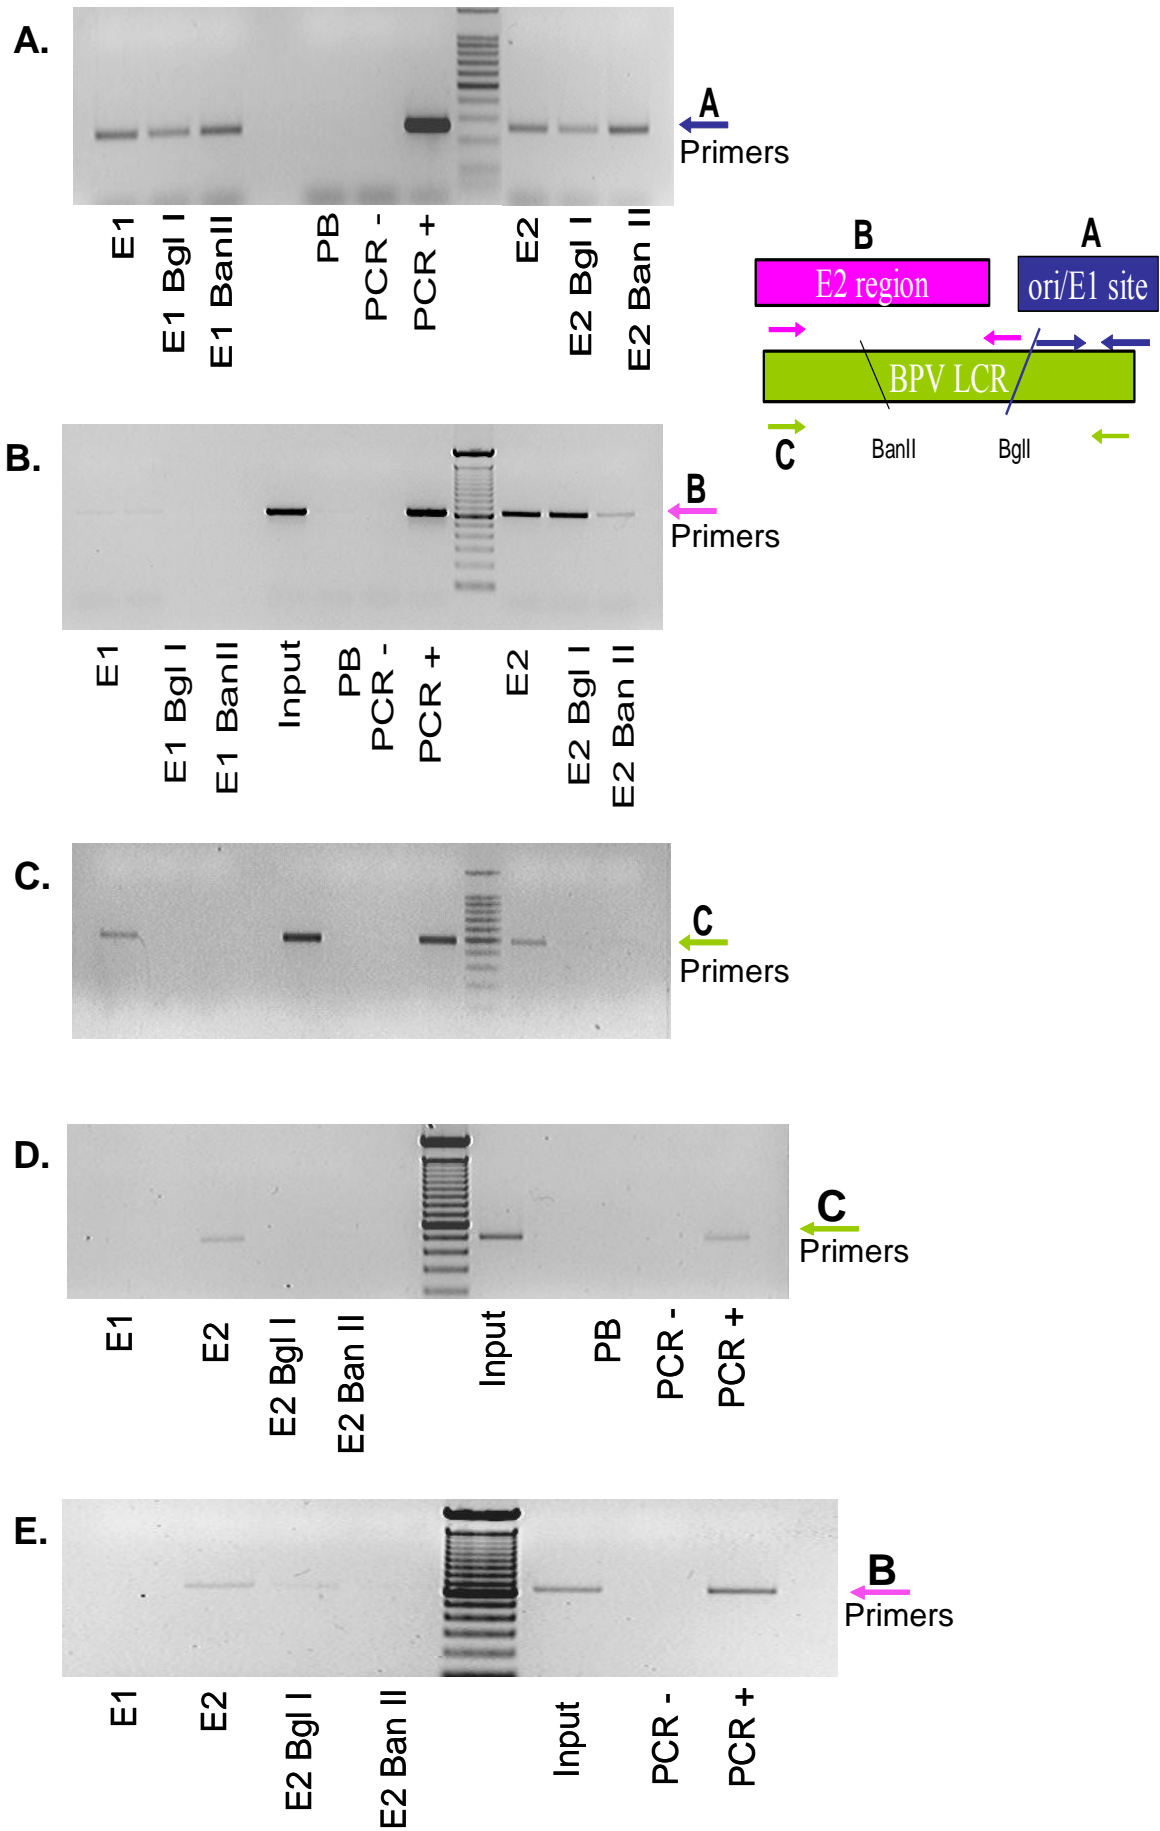 A.
A
Primers
E1
E1 Bgl I
E1 BanII
PB
PCR -
PCR +
E2
E2 Bgl I
E2 Ban II
B
A
E2 region
ori/E1 site
BPV LCR
C
BanII
BglI
B.
B
Primers
E1
E1 Bgl I
E1 BanII
Input
PB
PCR -
PCR +
E2
E2 Bgl I
E2 Ban II
C.
C
Primers
D.
C
Primers
E1
E2
E2 Bgl I
E2 Ban II
Input
PB
PCR -
PCR +
E.
B
Primers
E1
E2
E2 Bgl I
E2 Ban II
Input
PCR -
PCR +